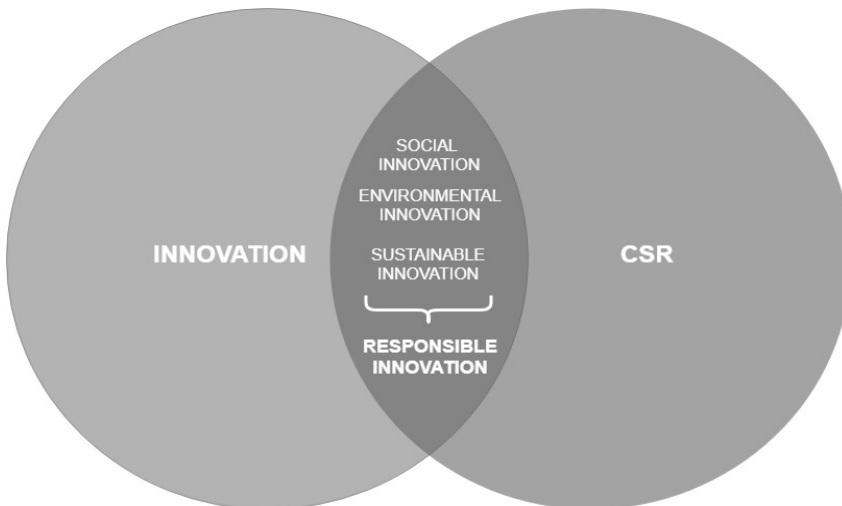 SOCIAL
INNOVATION
ENVIRONMENTAL
INNOVATION
INNOVATION
SUSTAINABLE
INNOVATION
CSR
RESPONSIBLE
INNOVATION